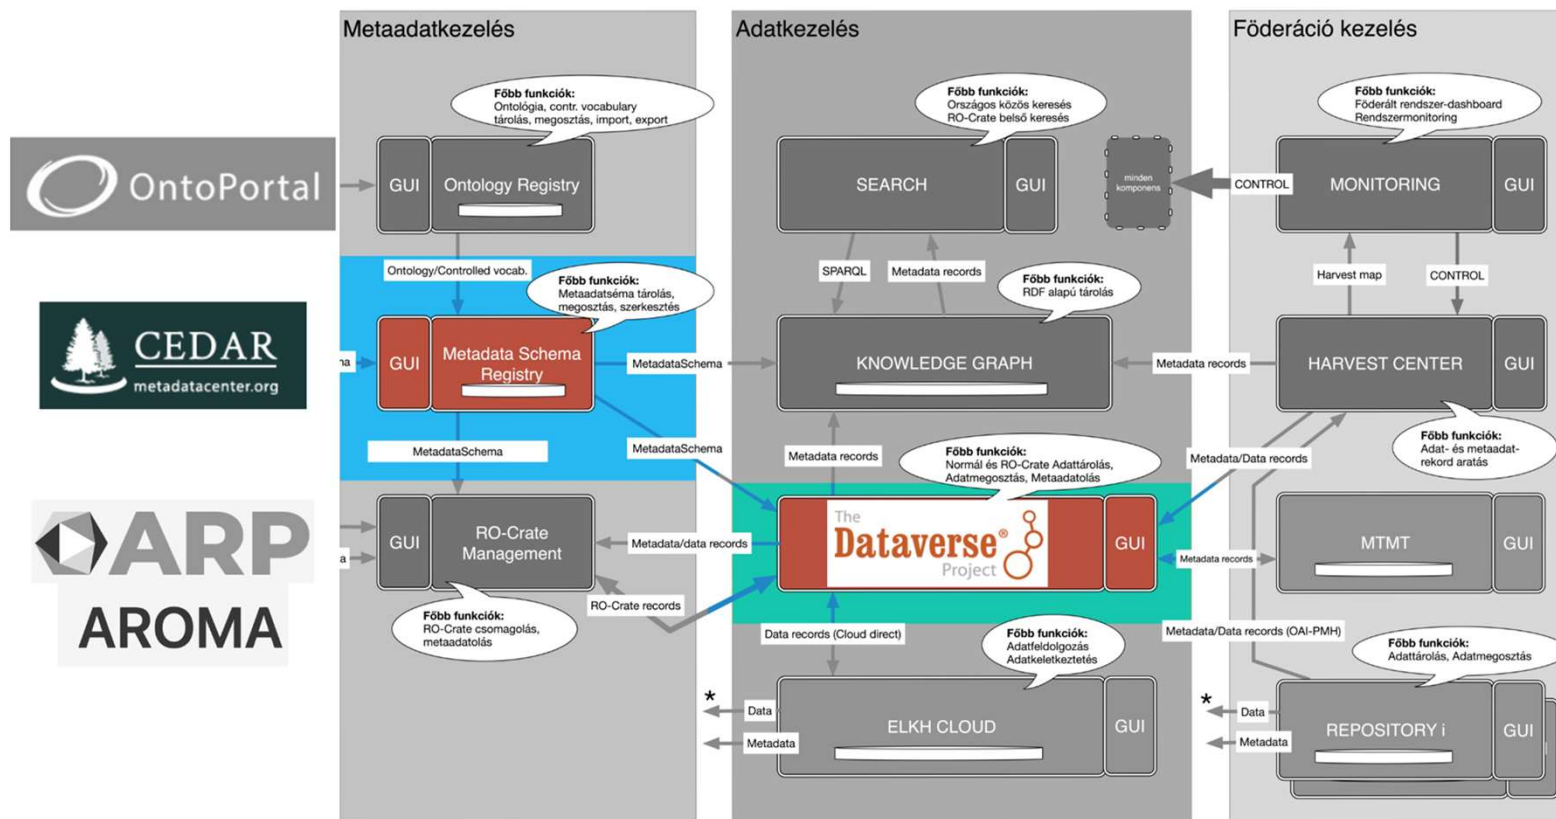 Metaadatkezelés
Adatkezelés
Föderáció kezelés
Főbb funkciók:
Ontológia, contr. vocabulary
tárolás, megosztás, import, export
Főbb funkciók:
Országos közös keresés
RO-Crate belső keresés
Főbb funkciók:
Föderált rendszer-dashboard
Rendszermonitoring
OntoPortal
GUI
Ontology Registry
SEARCH
GUI
minden
komponens
CONTROL
MONITORING
GUI
Ontology/Controlled vocab.
SPARQL
Metadata records
Harvest map
CONTROL
Főbb funkciók:
Metaadatséma tárolás,
megosztás, szerkesztés
Főbb funkciók:
RDF alapú tárolás
CEDAR
metadatacenter.org
na
GUI
Metadata Schema
Registry
MetadataSchema
KNOWLEDGE GRAPH
Metadata records
HARVEST CENTER
GUI
MetadataSchema
MetadataSchema
Metadata records
Főbb funkciók:
Normál és RO-Crate Adattárolás,
Adatmegosztás, Metaadatolás
Metadata/Data records
Főbb funkciók:
Adat- és metaadat-
rekord aratás
ARP
AROMA
na
GUI
RO-Crate
Management
Metadata/data records
The
Dataverse®
Project
GUI
Metadata records
MTMT
GUI
RO-Crate records
Főbb funkciók:
RO-Crate csomagolás,
metaadatolás
Data records (Cloud direct)
Főbb funkciók:
Adatfeldolgozás
Adatkeletkeztetés
Metadata/Data records (OAI-PMH)
Főbb funkciók:
Adattárolás, Adatmegosztás
*
Data
Metadata
ELKH CLOUD
GUI
*
Data
Metadata
REPOSITORY i
GUI